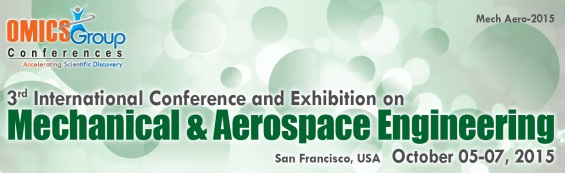 Mech Aero-2015
OMICS Group
Conferences
Accelerating Scientific Discovery
3rd International Conference and Exhibition on
Mechanical & Aerospace Engineering
San Francisco, USA October 05-07, 2015